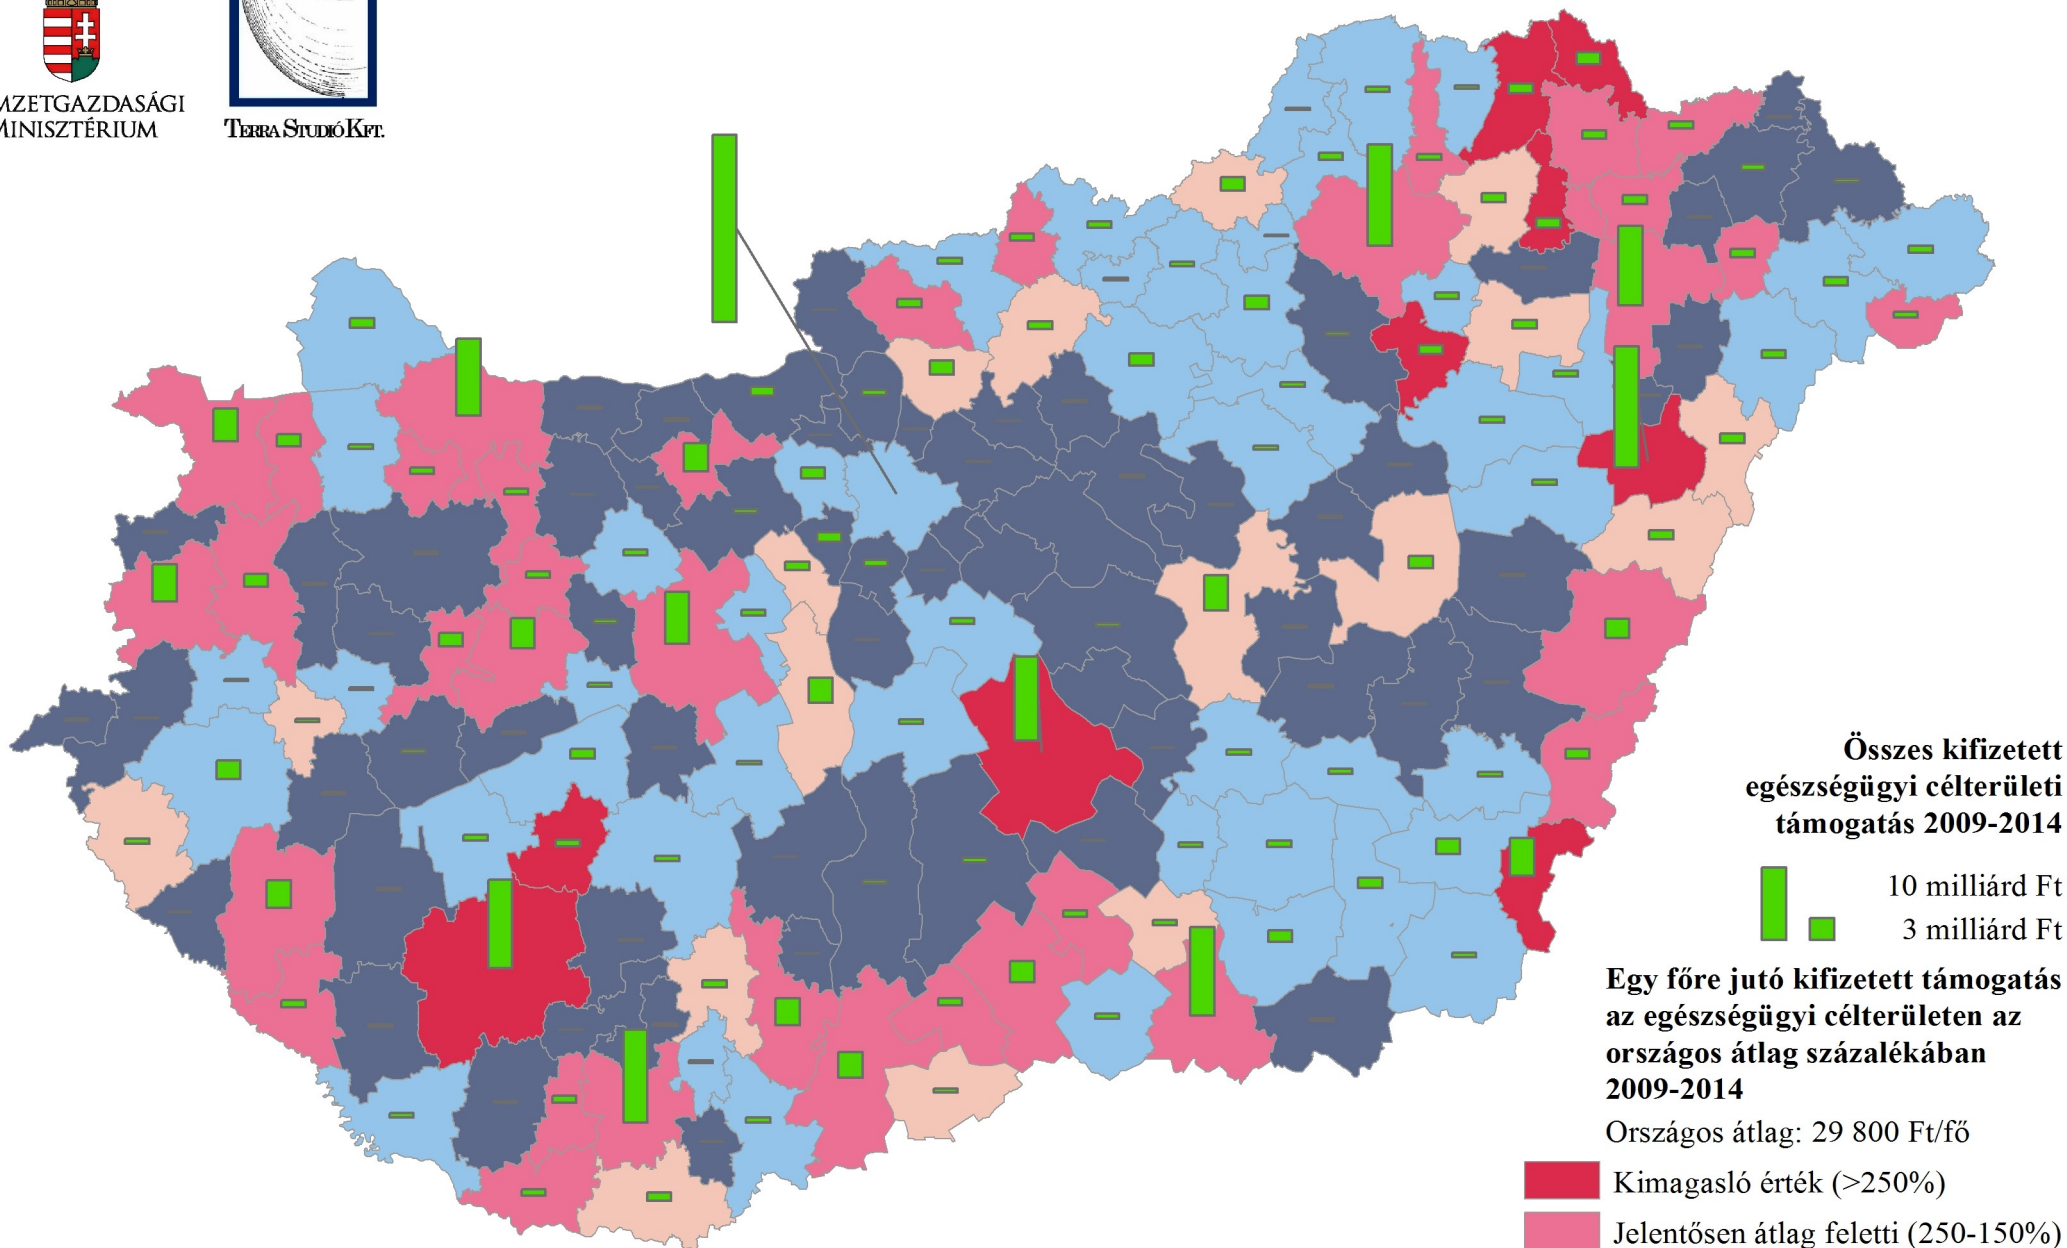 MZETGAZDASÁGI
MINISZTÉRIUM
TERRA STUDIÓ KFT.
Összes kifizetett
egészségügyi célterületi
támogatás 2009-2014
10 milliárd Ft
3 milliárd Ft
Egy főre jutó kifizetett támogatás
az egészségügyi célterületen az
országos átlag százalékában
2009-2014
Országos átlag: 29 800 Ft/fő
Kimagasló érték (>250%)
Jelentősen átlag feletti (250-150%)